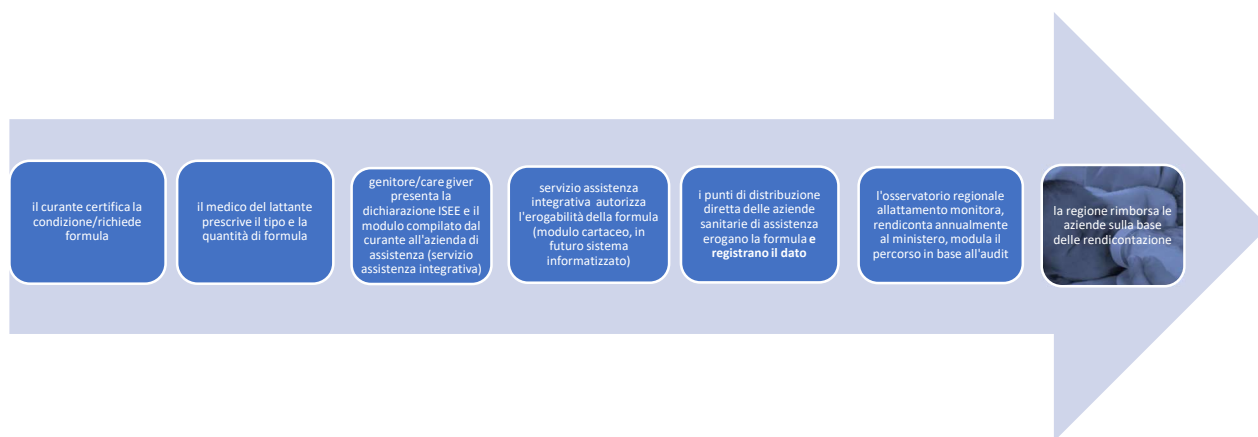 il curante certifica la
condizione/richiede
formula
il medico del lattante
prescrive il tipo e la
quantità di formula
genitore/care giver
presenta la
dichiarazione ISEE e il
modulo compilato dal
curante all'azienda di
assistenza (servizio
assistenza integrativa)
servizio assistenza
integrativa autorizza
l'erogabilità della formula
(modulo cartaceo, in
futuro sistema
informatizzato)
i punti di distribuzione
diretta delle aziende
sanitarie di assistenza
erogano la formula e
registrano il dato
l'osservatorio regionale
allattamento monitora,
rendiconta annualmente
al ministero, modula il
percorso in base all'audit
la regione rimborsa le
aziende sulla base
delle rendicontazione